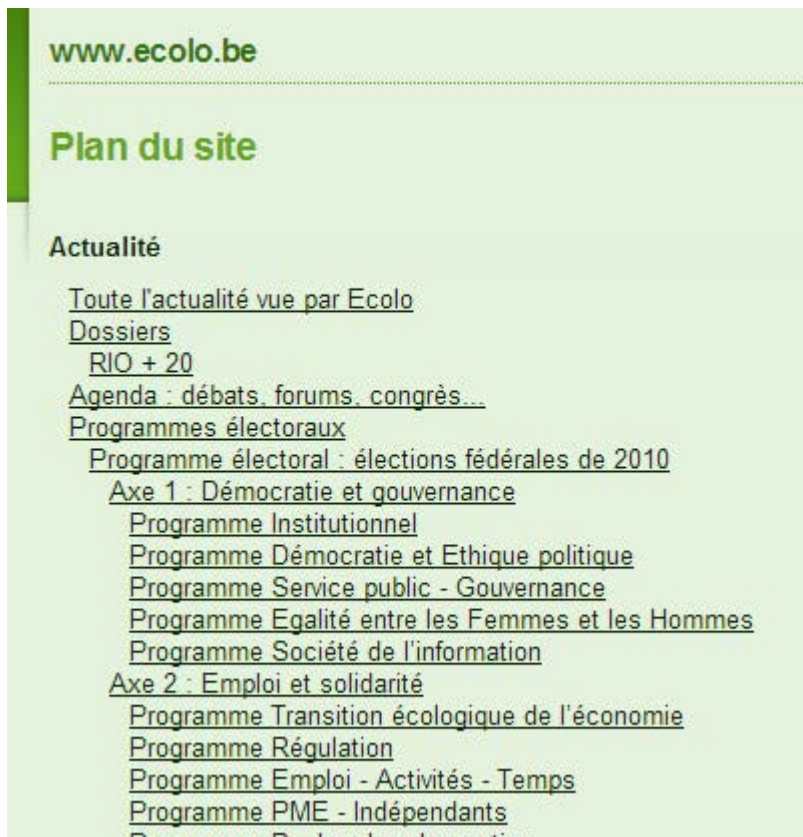 www.ecolo.be
Plan du site
Actualité
Toute l'actualité vue par Ecolo
Dossiers
RIO + 20
Agenda : débats, forums, congrès...
Programmes électoraux
Programme électoral : élections fédérales de 2010
Axe 1 : Démocratie et gouvernance
Programme Institutionnel
Programme Démocratie et Ethique politique
Programme Service public - Gouvernance
Programme Egalité entre les Femmes et les Hommes
Programme Société de l'information
Axe 2 : Emploi et solidarité
Programme Transition écologique de l'économie
Programme Régulation
Programme Emploi - Activités - Temps
Programme PME - Indépendants
Programme